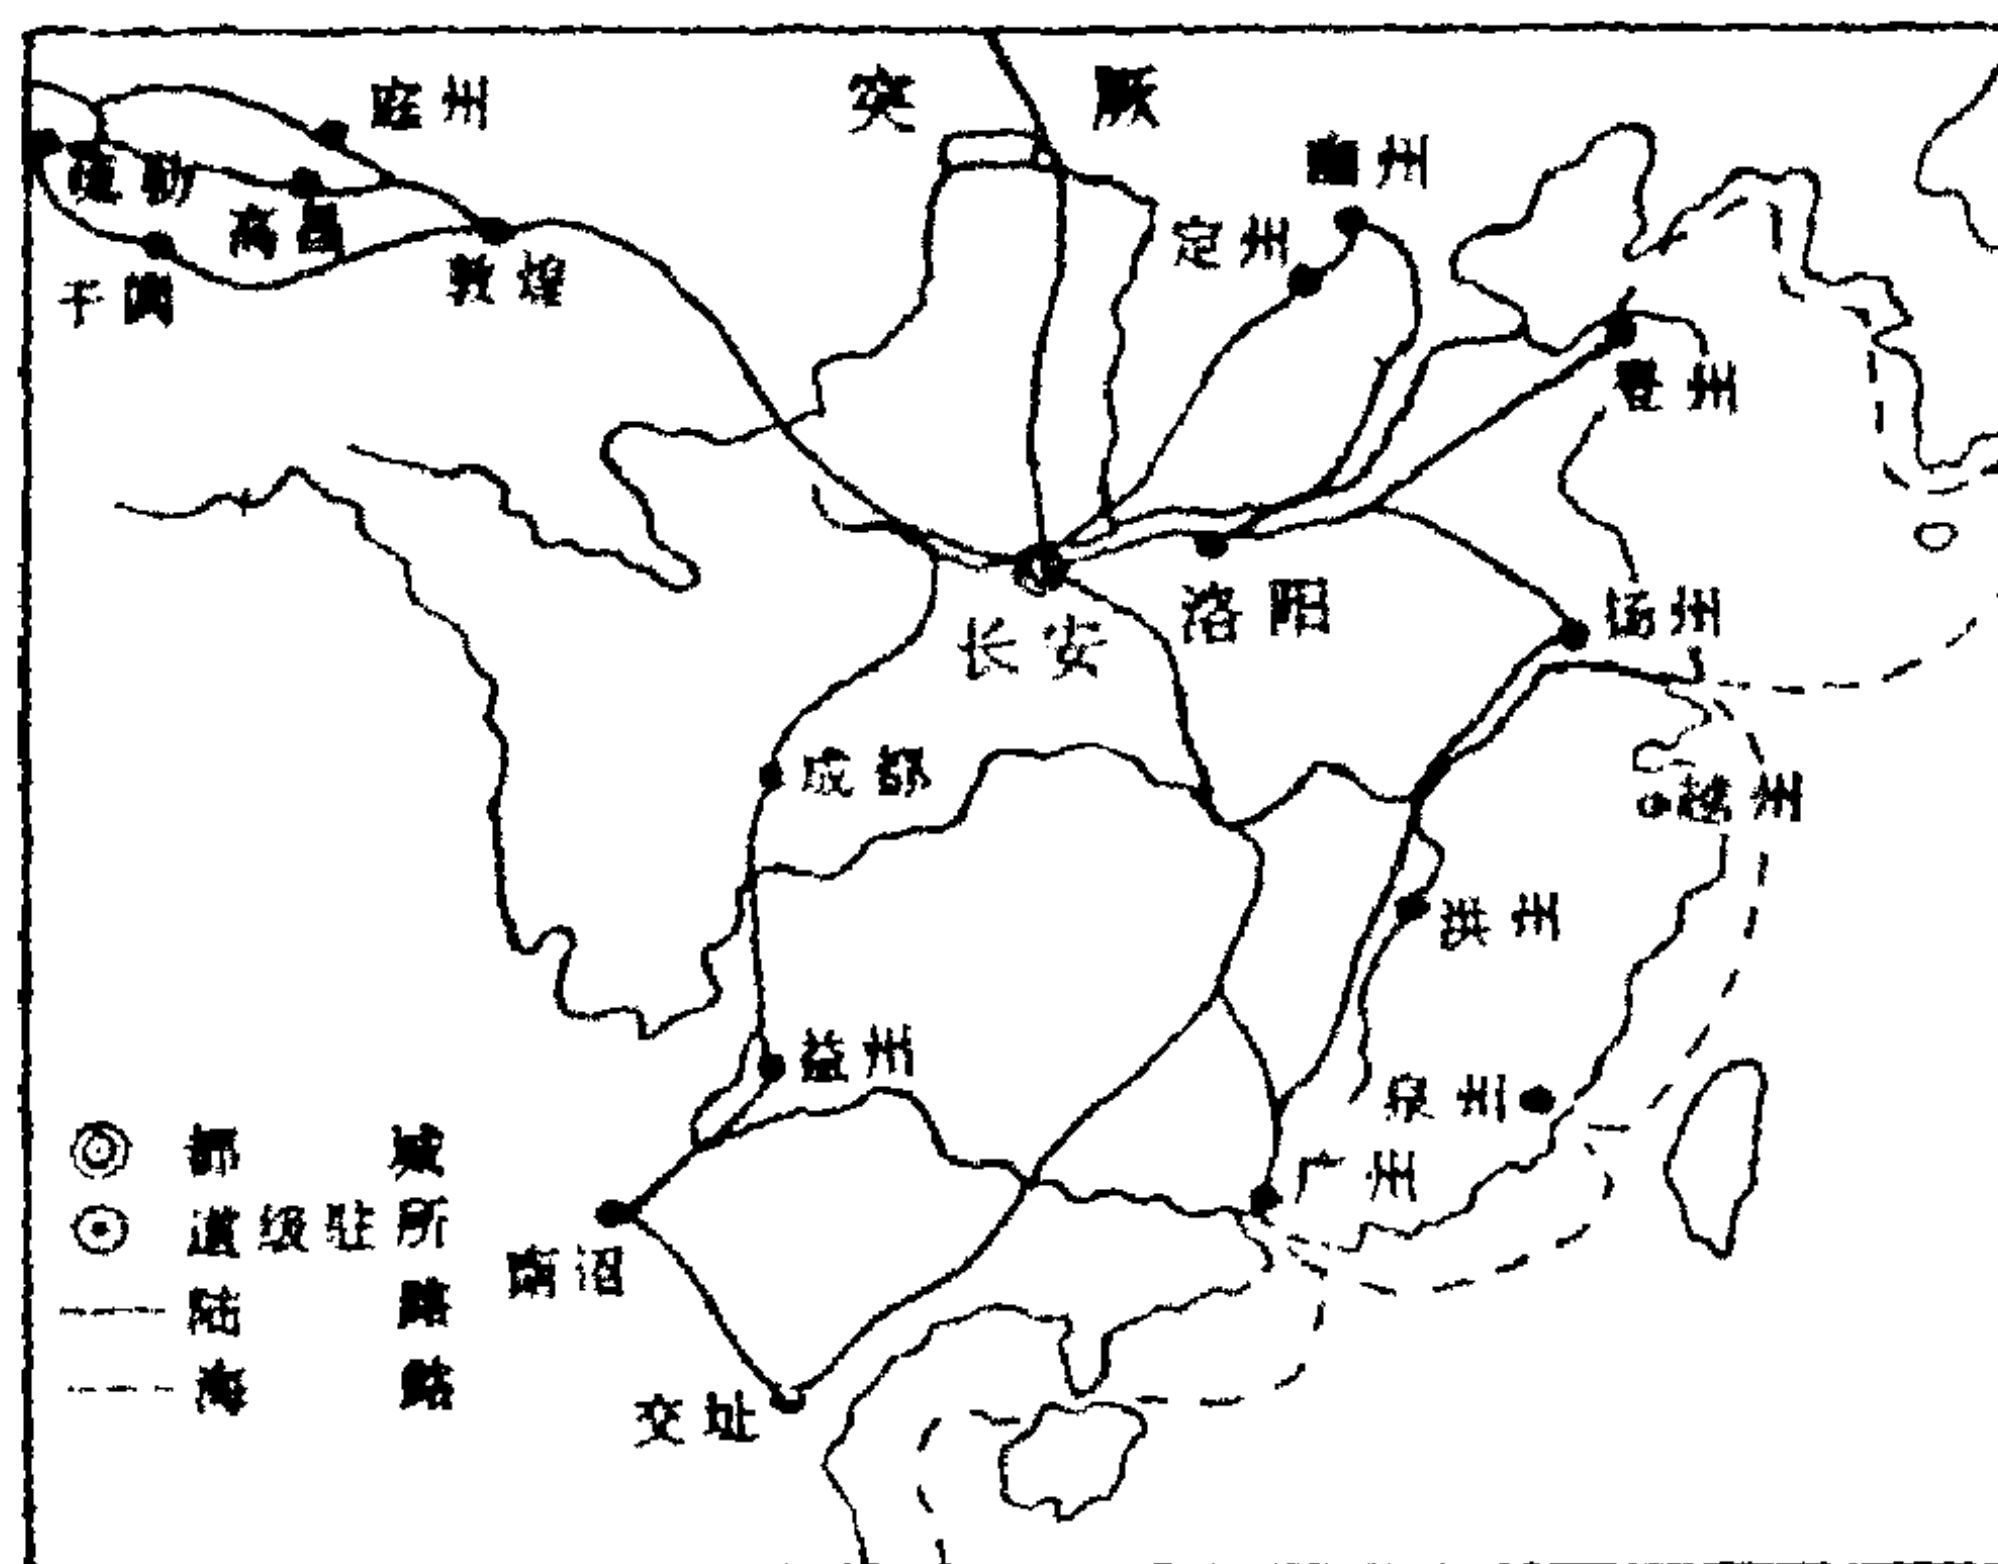 突厥
庭州
疏勒
高昌
于阗
敦煌
幽州
定州
登州
长安
洛阳
扬州
成都
越州
洪州
益州
泉州
广州
南诏
交址
都城
道级驻所
陆路
海路